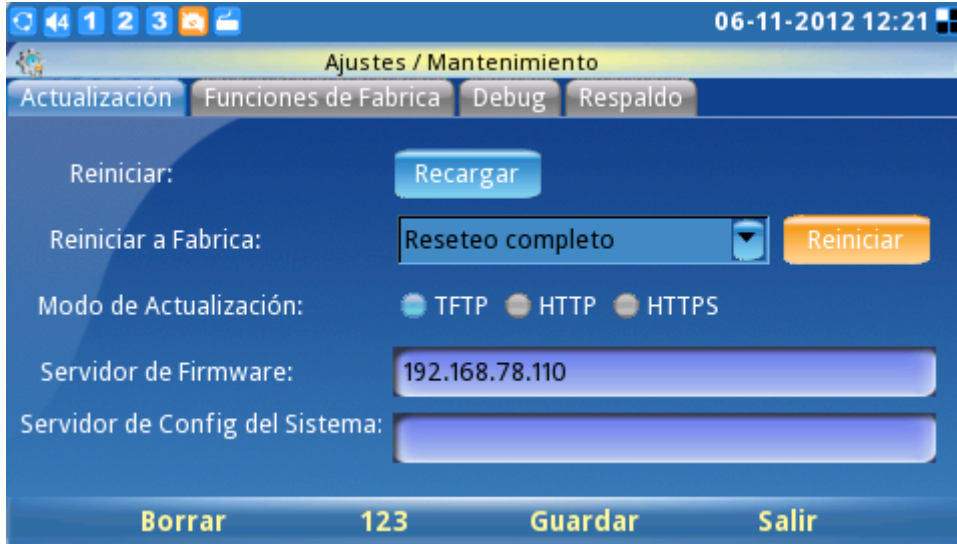 1 2 3 06-11-2012 12:21
Ajustes / Mantenimiento
Actualización Funciones de Fabrica Debug Respaldo
Reiniciar: Recargar
Reiniciar a Fabrica: Reseteo completo Reiniciar
Modo de Actualización: TFTP HTTP HTTPS
Servidor de Firmware: 192.168.78.110
Servidor de Config del Sistema:
Borrar 123 Guardar Salir